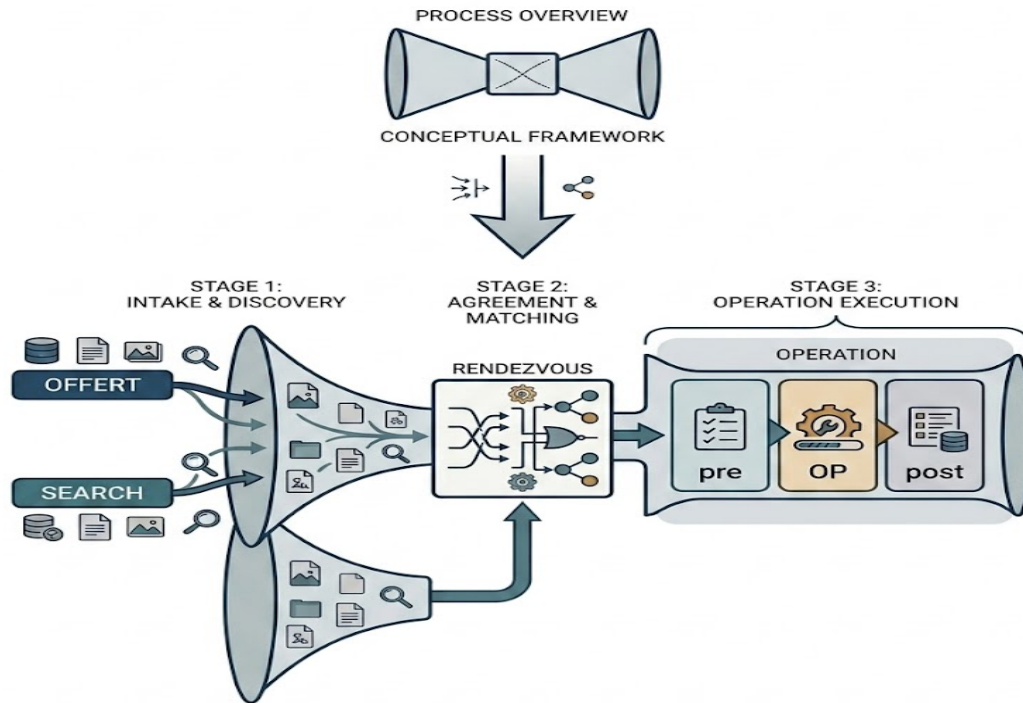 PROCESS OVERVIEW
CONCEPTUAL FRAMEWORK
STAGE 1:
INTAKE & DISCOVERY
STAGE 2:
AGREEMENT &
MATCHING
STAGE 3:
OPERATION EXECUTION
OFFERT
SEARCH
RENDEZVOUS
OPERATION
pre
OP
post